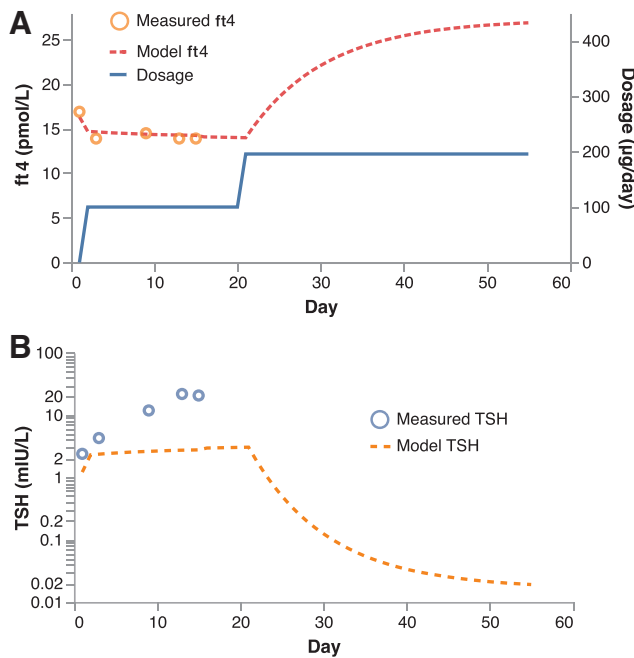 A
Measured ft4
Model ft4
Dosage
25
20
15
10
5
0
ft4 (pmol/L)
400
300
200
100
0
Dosage (µg/day)
0
10
20
30
40
50
60
Day
B
100
20
10
2
1
0.2
0.1
0.02
0.01
TSH (mIU/L)
Measured TSH
Model TSH
0
10
20
30
40
50
60
Day